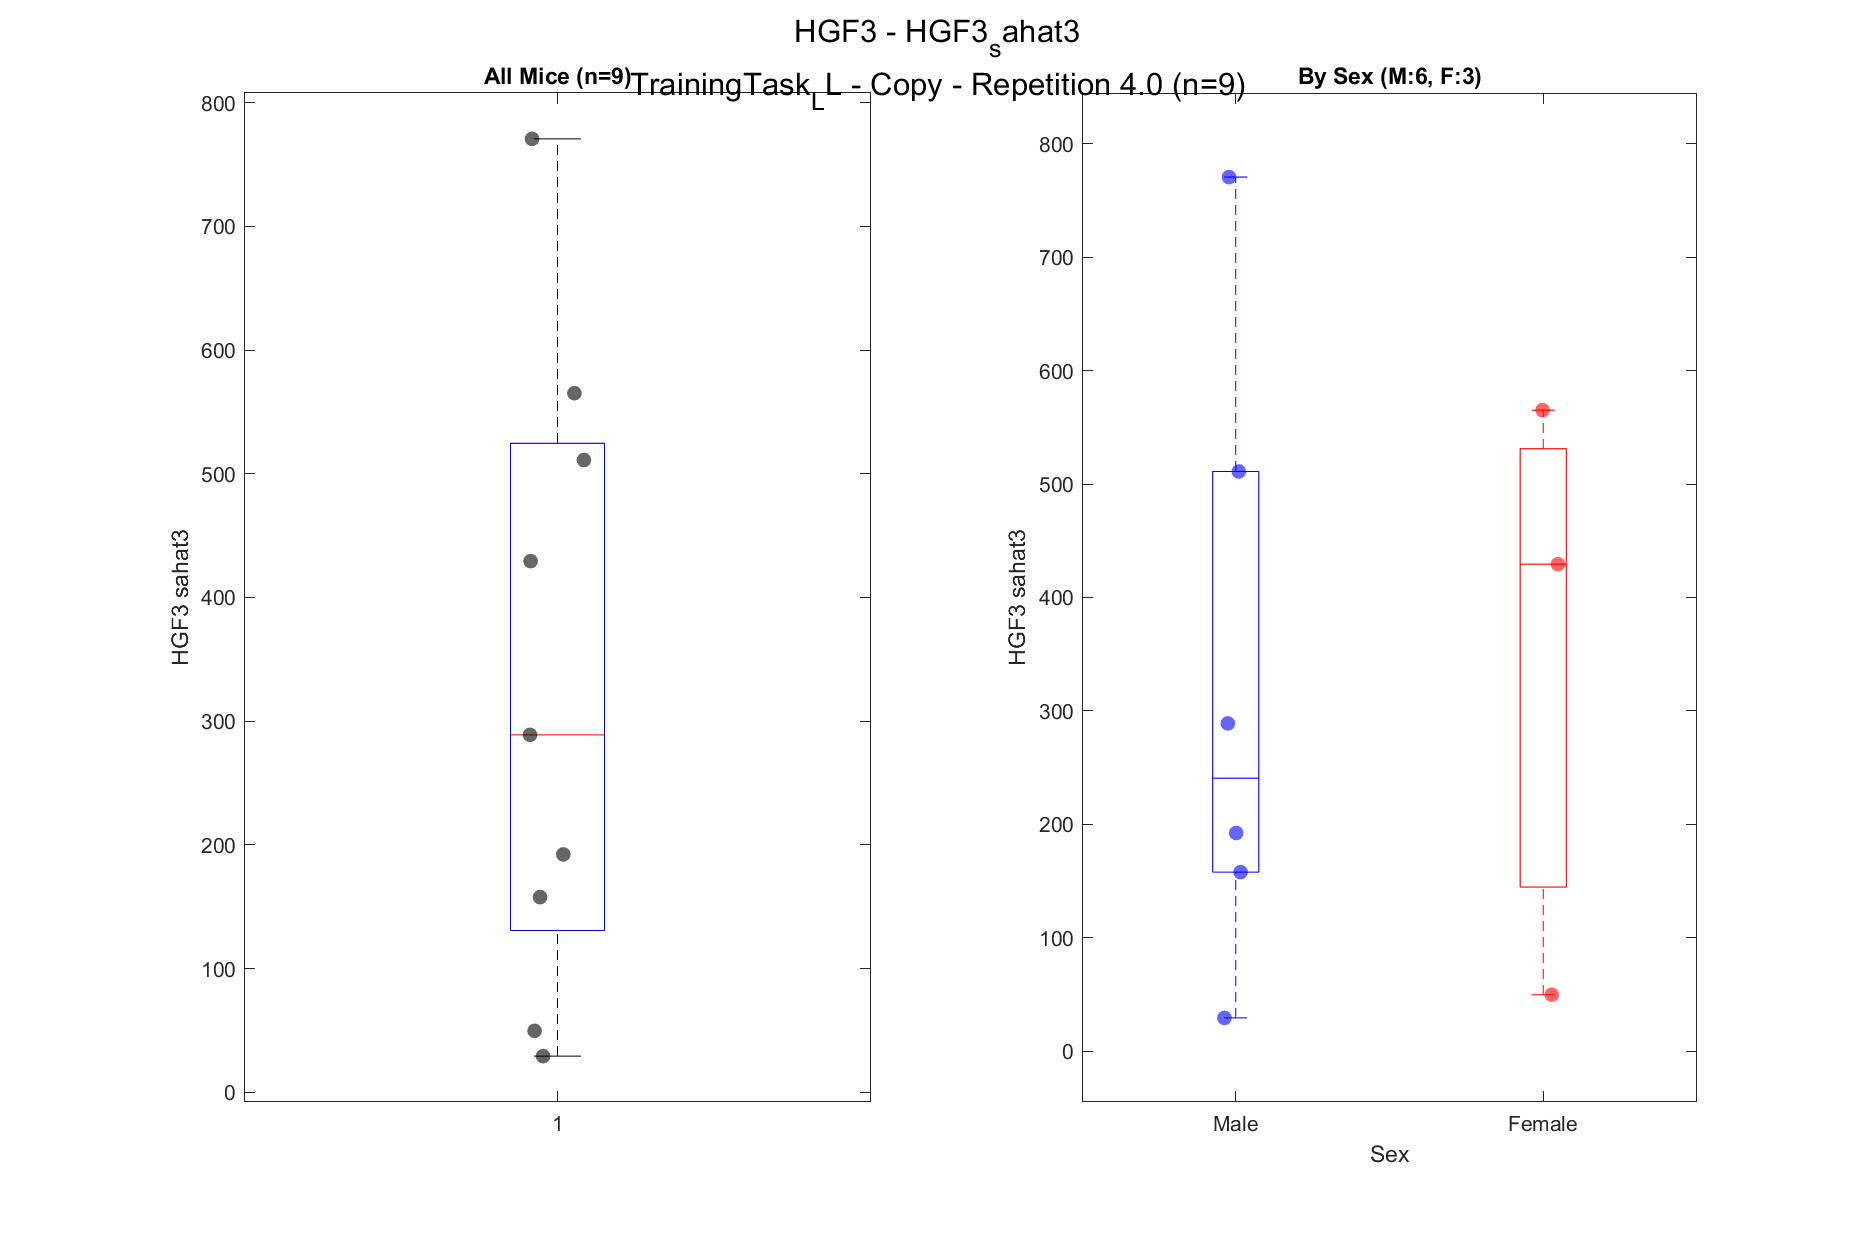 HGF3 - HGF3sahat3
TrainingTaskLL - Copy - Repetition 4.0 (n=9)
All Mice (n=9)
800
700
600
500
400
300
200
100
0
HGF3 sahat3
1
By Sex (M:6, F:3)
800
700
600
500
400
300
200
100
0
HGF3 sahat3
Male Female
Sex